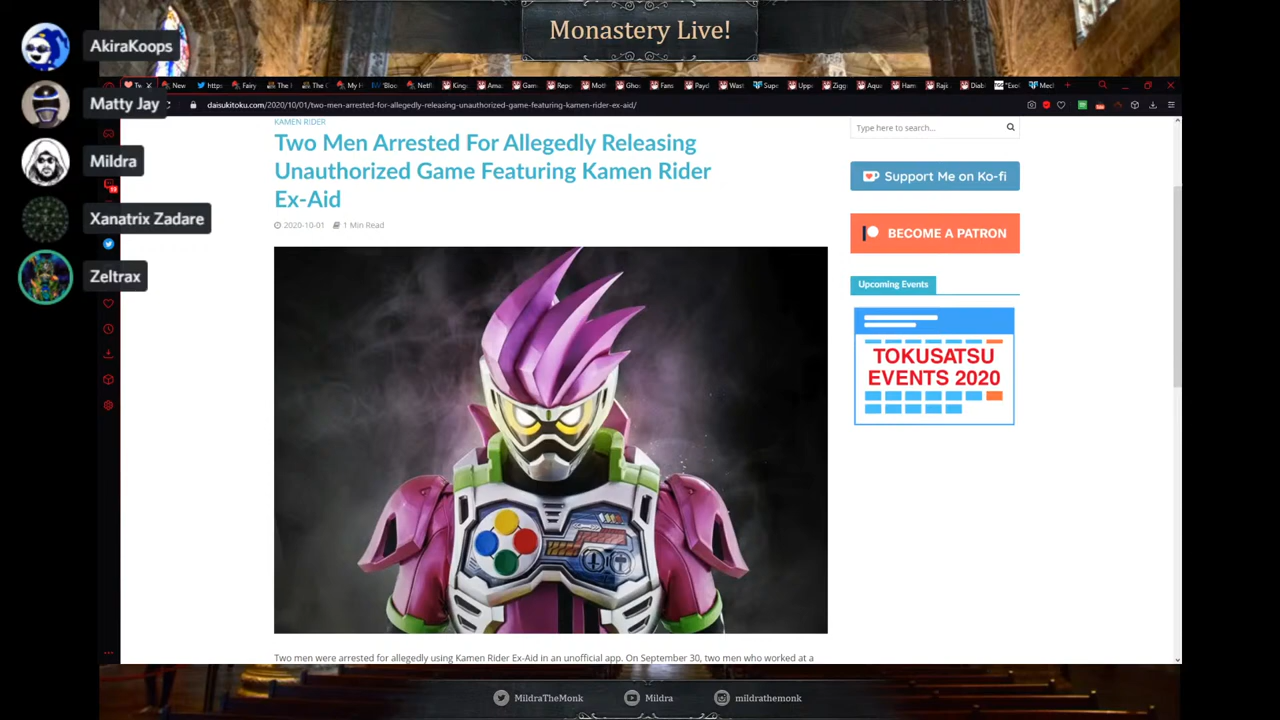 Monastery Live!
AkiraKoops
Matty Jay
Mildra
Xanatrix Zadare
Zeltrax
daisukitoku.com/2020/10/01/two-men-arrested-for-allegedly-releasing-unauthorized-game-featuring-kamen-rider-ex-aid/
KAMEN RIDER
Two Men Arrested For Allegedly Releasing
Unauthorized Game Featuring Kamen Rider
Ex-Aid
2020-10-01 1 Min Read
Type here to search...
Support Me on Ko-fi
BECOME A PATRON
Upcoming Events
TOKUSATSU
EVENTS 2020
Two men were arrested for allegedly using Kamen Rider Ex-Aid in an unofficial app. On September 30, two men who worked at a
MildraTheMonk Mildra mildrathemonk